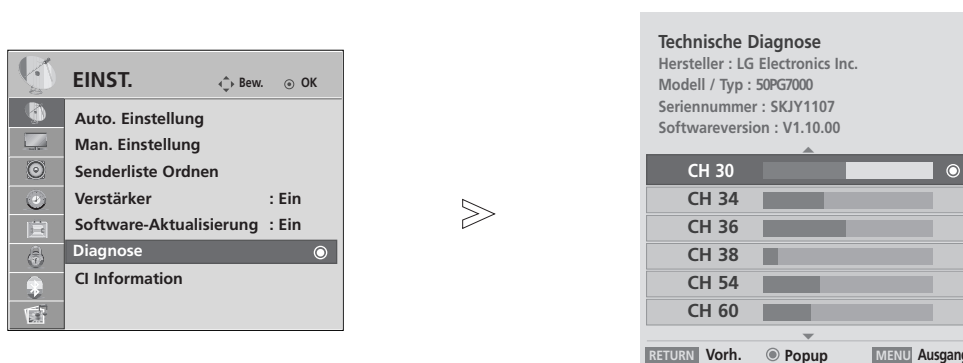 EINST.
Bew. OK
Auto. Einstellung
Man. Einstellung
Senderliste Ordnen
Verstärker : Ein
Software-Aktualisierung : Ein
Diagnose
CI Information
Technische Diagnose
Hersteller : LG Electronics Inc.
Modell / Typ : 50PG7000
Seriennummer : SKJY1107
Softwareversion : V1.10.00
CH 30
CH 34
CH 36
CH 38
CH 54
CH 60
RETURN Vorh. Popup MENU Ausgang